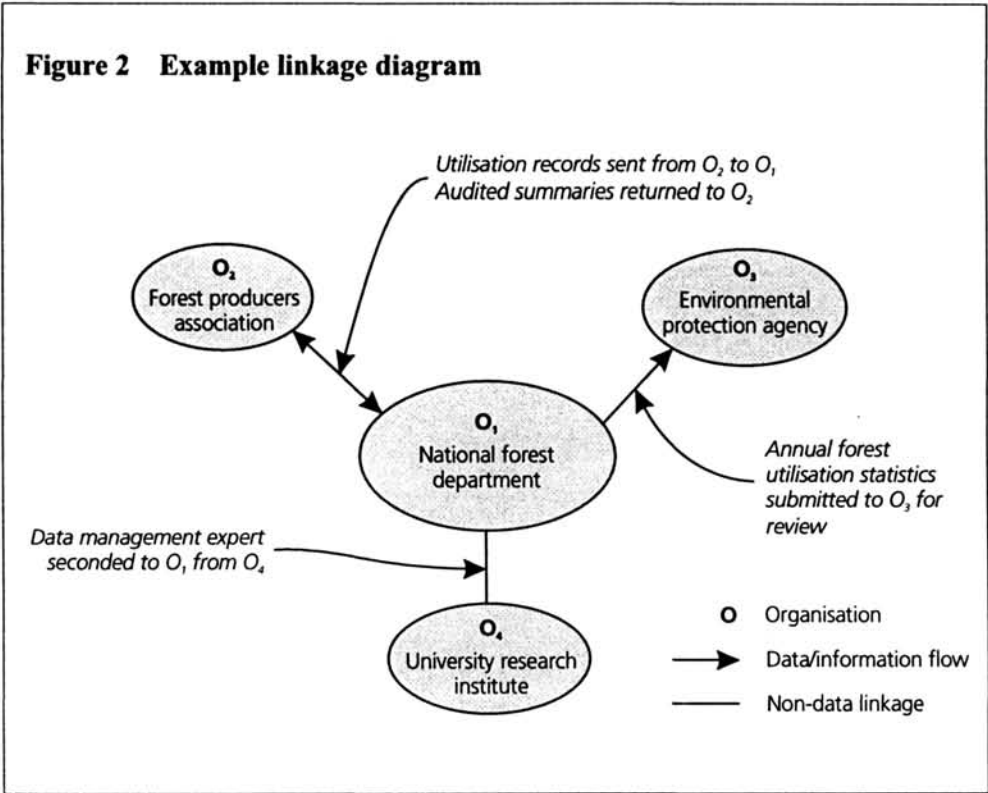 Figure 2 Example linkage diagram
Utilisation records sent from O₂ to O₁
Audited summaries returned to O₂
O₂
Forest producers
association
O₃
Environmental
protection agency
O₁
National forest
department
Annual forest
utilisation statistics
submitted to O₃ for
review
Data management expert
seconded to O₁ from O₄
O₄
University research
institute
O Organisation
Data/information flow
Non-data linkage